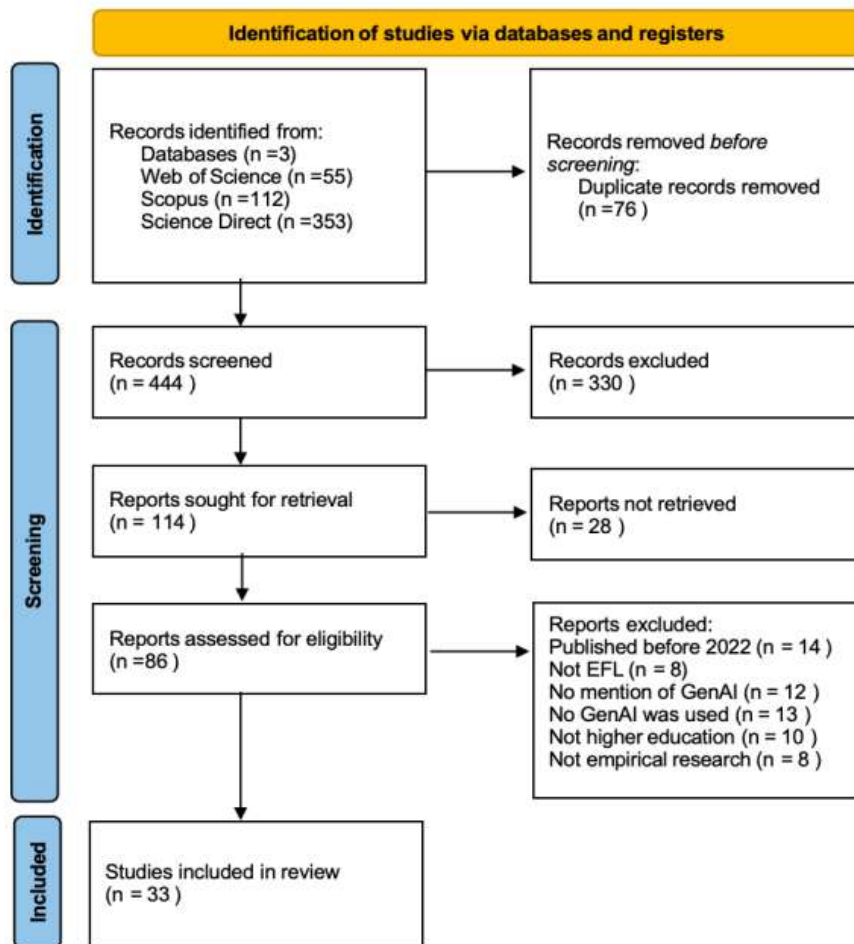 Identification of studies via databases and registers
Identification
Records identified from:
Databases (n =3)
Web of Science (n =55)
Scopus (n =112)
Science Direct (n =353)
Records removed before
screening:
Duplicate records removed
(n =76 )
Screening
Records screened
(n = 444 )
Records excluded
(n = 330 )
Reports sought for retrieval
(n = 114 )
Reports not retrieved
(n = 28 )
Reports assessed for eligibility
(n =86 )
Reports excluded:
Published before 2022 (n = 14 )
Not EFL (n = 8)
No mention of GenAI (n = 12 )
No GenAI was used (n = 13 )
Not higher education (n = 10 )
Not empirical research (n = 8 )
Included
Studies included in review
(n = 33 )